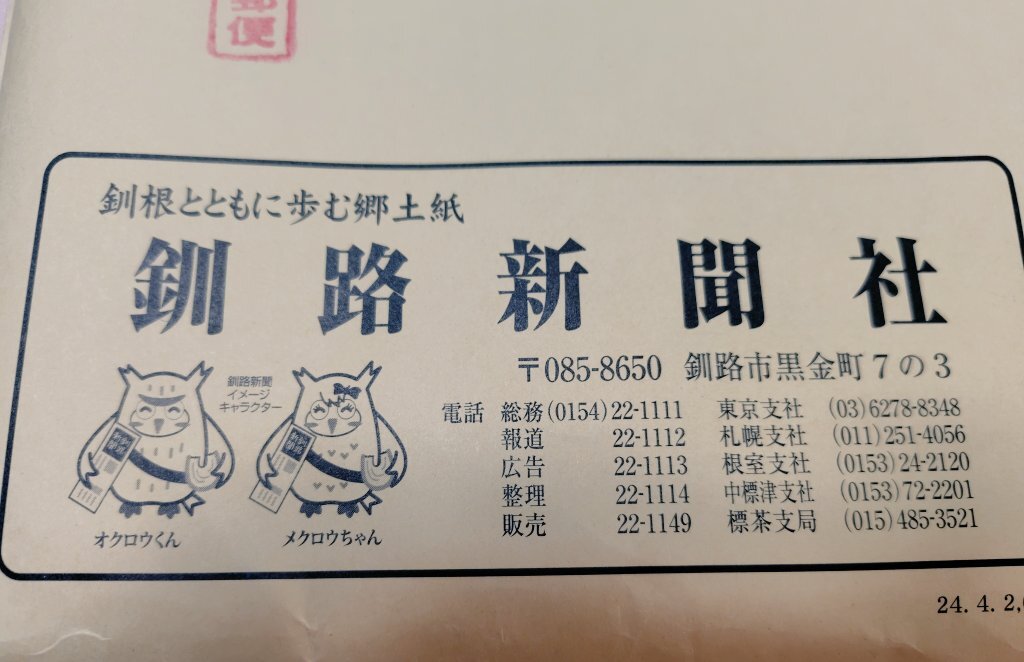 郵便
釧根とともに歩む郷土紙
釧路新聞社
〒085-8650 釧路市黒金町7の3
釧路新聞
イメージ
キャラクター
オクロウくん
メクロウちゃん
電話 総務(0154)22-1111 東京支社 (03)6278-8348
報道 22-1112 札幌支社 (011)251-4056
広告 22-1113 根室支社 (0153)24-2120
整理 22-1114 中標津支社 (0153)72-2201
販売 22-1149 標茶支局 (015)485-3521
24. 4. 2,